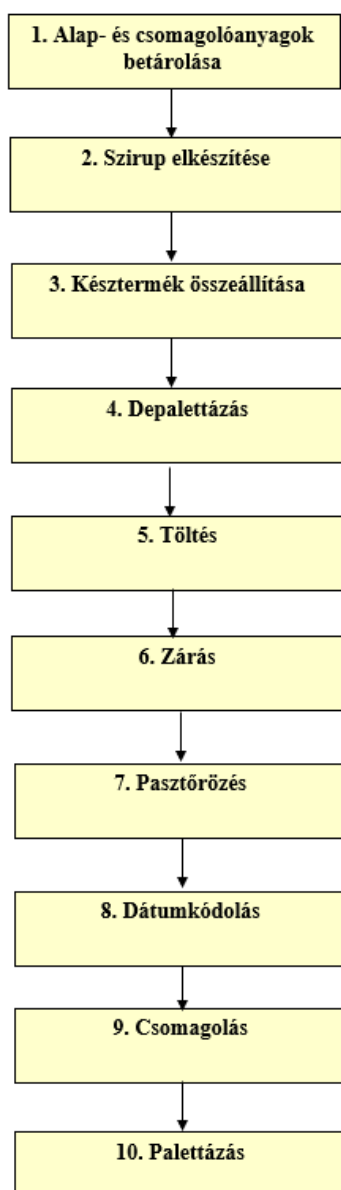 1. Alap- és csomagolóanyagok
betárolása
2. Szirup elkészítése
3. Késztermék összeállítása
4. Depalettázás
5. Töltés
6. Zárás
7. Pasztőrözés
8. Dátumkódolás
9. Csomagolás
10. Palettázás